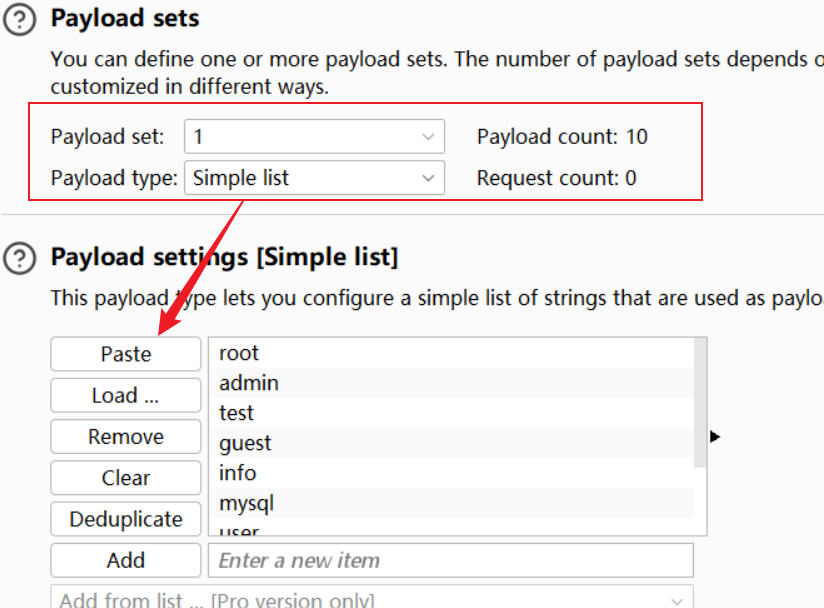 Payload sets
You can define one or more payload sets. The number of payload sets depends o
customized in different ways.
Payload set: 1 Payload count: 10
Payload type: Simple list Request count: 0
Payload settings [Simple list]
This payload type lets you configure a simple list of strings that are used as paylo
Paste
Load ...
Remove
Clear
Deduplicate
Add
root
admin
test
guest
info
mysql
user
Enter a new item
Add from list ... [Pro version only]